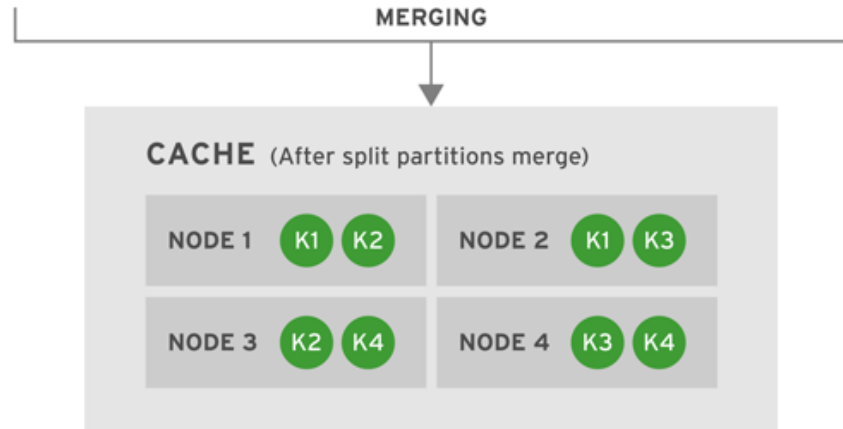 MERGING
CACHE (After split partitions merge)
NODE 1 K1 K2 NODE 2 K1 K3
NODE 3 K2 K4 NODE 4 K3 K4